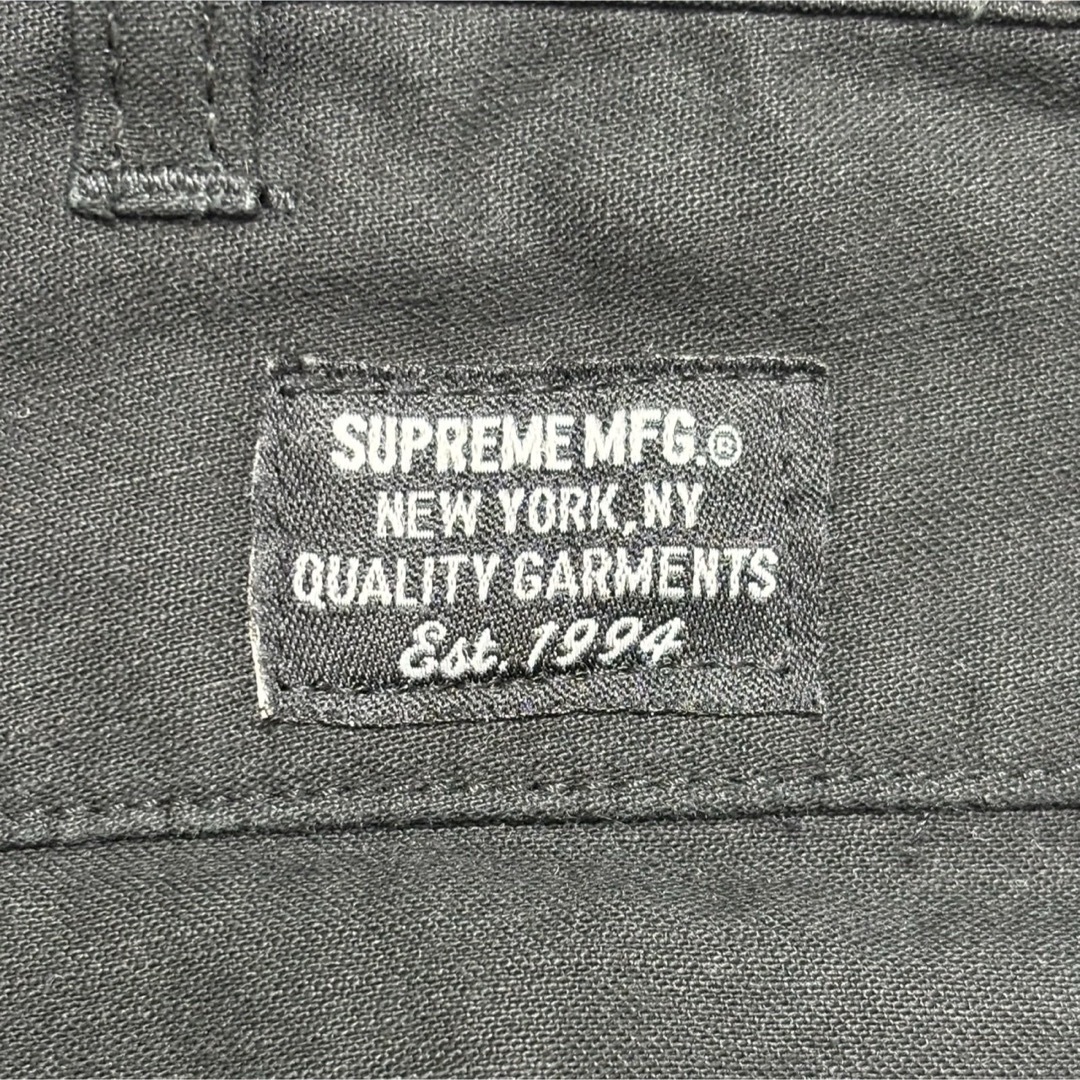 SUPREME MFG.®
NEW YORK, NY
QUALITY GARMENTS
Est. 1994